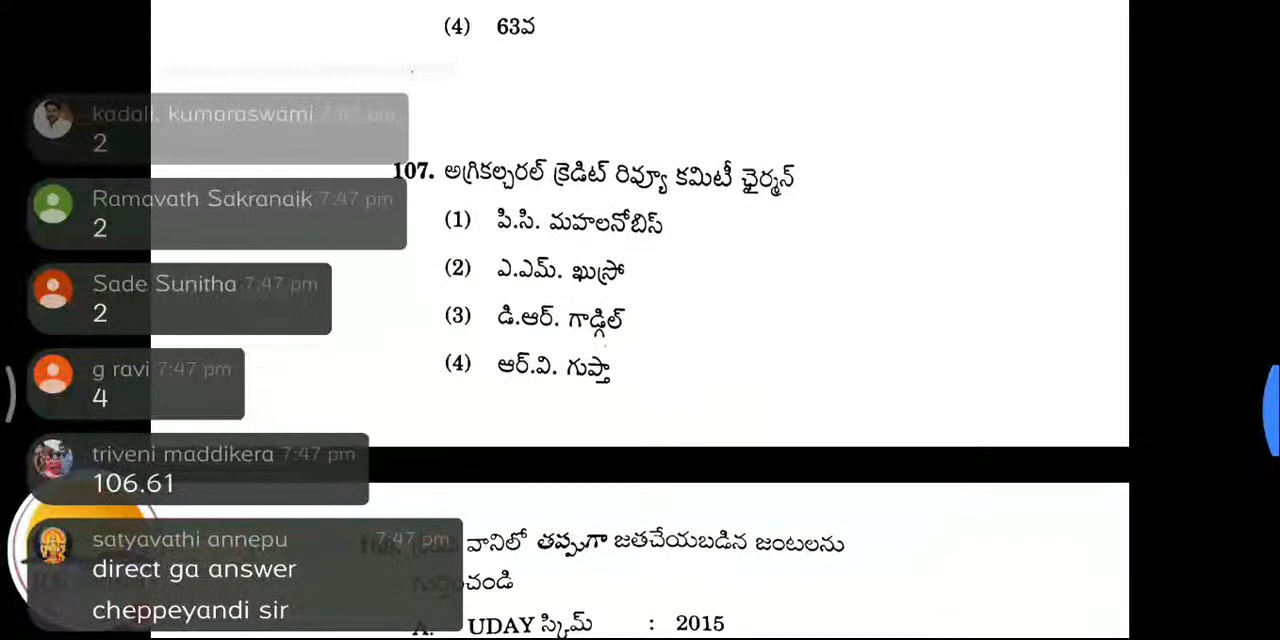 (4) 63వ
kadali. kumaraswami 7:47 pm
2
Ramavath Sakranaik 7:47 pm
2
Sade Sunitha 7:47 pm
2
g ravi 7:47 pm
4
triveni maddikera 7:47 pm
106.61
satyavathi annepu 7:47 pm
direct ga answer
cheppeyandi sir
107. అగ్రికల్చరల్ క్రెడిట్ రివ్యూ కమిటీ ఛైర్మన్
(1) పి.సి. మహలనోబిస్
(2) ఎ.ఎమ్. ఖుస్రో
(3) డి.ఆర్. గాడ్గిల్
(4) ఆర్.వి. గుప్తా
వానిలో తప్పుగా జతచేయబడిన జంటలను
గుర్తించండి
A. UDAY స్కిమ్ : 2015